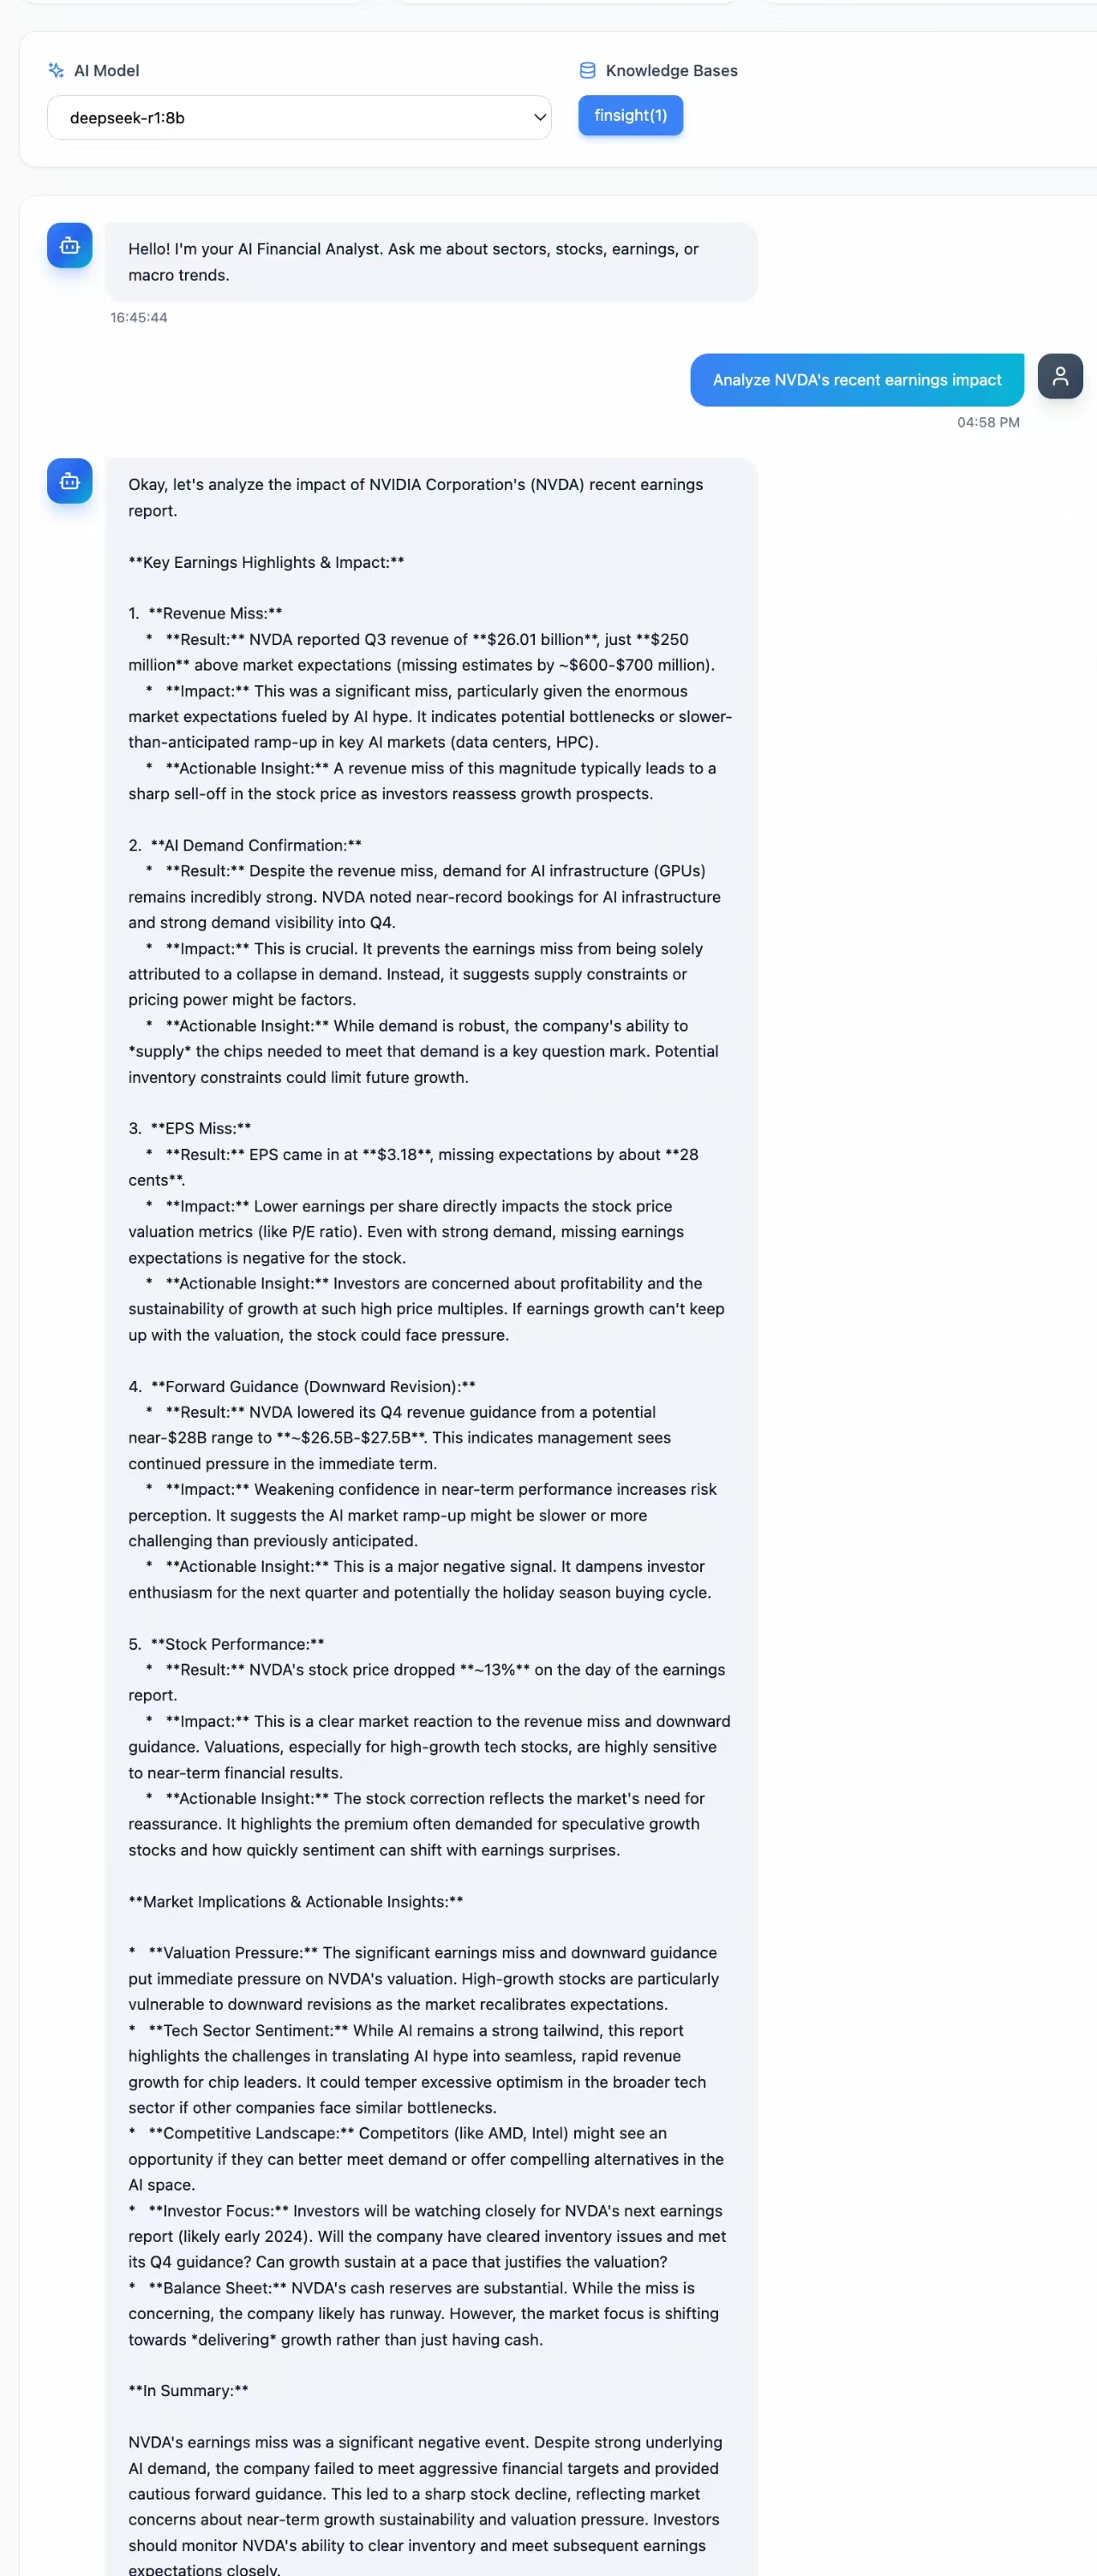 AI Model
Knowledge Bases
deepseek-r1:8b
finsight(1)
Hello! I'm your AI Financial Analyst. Ask me about sectors, stocks, earnings, or
macro trends.
16:45:44
Analyze NVDA's recent earnings impact
04:58 PM
Okay, let's analyze the impact of NVIDIA Corporation's (NVDA) recent earnings
report.
**Key Earnings Highlights & Impact:**
1.  **Revenue Miss:**
*   **Result:** NVDA reported Q3 revenue of **$26.01 billion**, just **$250
million** above market expectations (missing estimates by ~$600-$700 million).
*   **Impact:** This was a significant miss, particularly given the enormous
market expectations fueled by AI hype. It indicates potential bottlenecks or slower-
than-anticipated ramp-up in key AI markets (data centers, HPC).
*   **Actionable Insight:** A revenue miss of this magnitude typically leads to a
sharp sell-off in the stock price as investors reassess growth prospects.
2.  **AI Demand Confirmation:**
*   **Result:** Despite the revenue miss, demand for AI infrastructure (GPUs)
remains incredibly strong. NVDA noted near-record bookings for AI infrastructure
and strong demand visibility into Q4.
*   **Impact:** This is crucial. It prevents the earnings miss from being solely
attributed to a collapse in demand. Instead, it suggests supply constraints or
pricing power might be factors.
*   **Actionable Insight:** While demand is robust, the company's ability to
*supply* the chips needed to meet that demand is a key question mark. Potential
inventory constraints could limit future growth.
3.  **EPS Miss:**
*   **Result:** EPS came in at **$3.18**, missing expectations by about **28
cents**.
*   **Impact:** Lower earnings per share directly impacts the stock price
valuation metrics (like P/E ratio). Even with strong demand, missing earnings
expectations is negative for the stock.
*   **Actionable Insight:** Investors are concerned about profitability and the
sustainability of growth at such high price multiples. If earnings growth can't keep
up with the valuation, the stock could face pressure.
4.  **Forward Guidance (Downward Revision):**
*   **Result:** NVDA lowered its Q4 revenue guidance from a potential
near-$28B range to **~$26.5B-$27.5B**. This indicates management sees
continued pressure in the immediate term.
*   **Impact:** Weakening confidence in near-term performance increases risk
perception. It suggests the AI market ramp-up might be slower or more
challenging than previously anticipated.
*   **Actionable Insight:** This is a major negative signal. It dampens investor
enthusiasm for the next quarter and potentially the holiday season buying cycle.
5.  **Stock Performance:**
*   **Result:** NVDA's stock price dropped **~13%** on the day of the earnings
report.
*   **Impact:** This is a clear market reaction to the revenue miss and downward
guidance. Valuations, especially for high-growth tech stocks, are highly sensitive
to near-term financial results.
*   **Actionable Insight:** The stock correction reflects the market's need for
reassurance. It highlights the premium often demanded for speculative growth
stocks and how quickly sentiment can shift with earnings surprises.
**Market Implications & Actionable Insights:**
*   **Valuation Pressure:** The significant earnings miss and downward guidance
put immediate pressure on NVDA's valuation. High-growth stocks are particularly
vulnerable to downward revisions as the market recalibrates expectations.
*   **Tech Sector Sentiment:** While AI remains a strong tailwind, this report
highlights the challenges in translating AI hype into seamless, rapid revenue
growth for chip leaders. It could temper excessive optimism in the broader tech
sector if other companies face similar bottlenecks.
*   **Competitive Landscape:** Competitors (like AMD, Intel) might see an
opportunity if they can better meet demand or offer compelling alternatives in the
AI space.
*   **Investor Focus:** Investors will be watching closely for NVDA's next earnings
report (likely early 2024). Will the company have cleared inventory issues and met
its Q4 guidance? Can growth sustain at a pace that justifies the valuation?
*   **Balance Sheet:** NVDA's cash reserves are substantial. While the miss is
concerning, the company likely has runway. However, the market focus is shifting
towards *delivering* growth rather than just having cash.
**In Summary:**
NVDA's earnings miss was a significant negative event. Despite strong underlying
AI demand, the company failed to meet aggressive financial targets and provided
cautious forward guidance. This led to a sharp stock decline, reflecting market
concerns about near-term growth sustainability and valuation pressure. Investors
should monitor NVDA's ability to clear inventory and meet subsequent earnings
expectations closely.